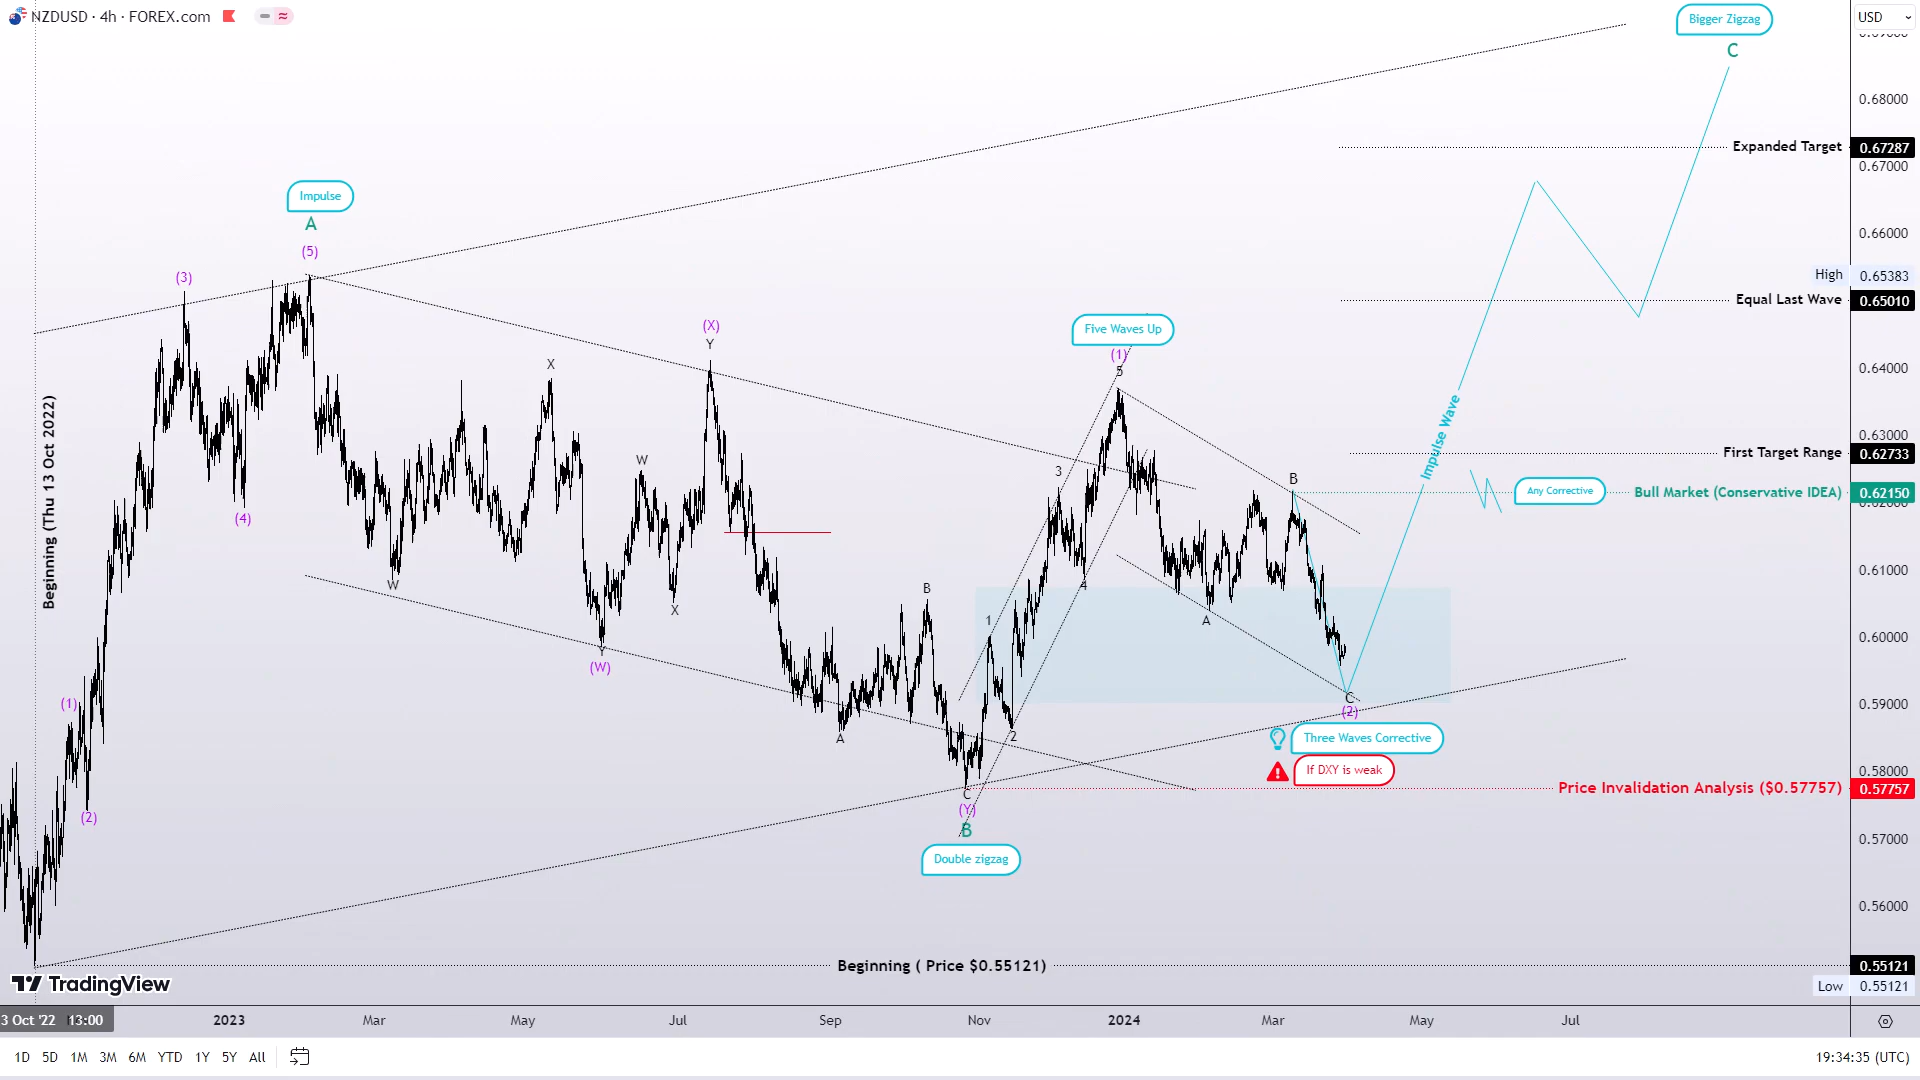 NZDUSD · 4h · FOREX.com
USD
Bigger Zigzag
C
0.68000
Expanded Target
0.67287
0.67000
Impulse
A
(5)
0.66000
(3)
High
0.65383
Equal Last Wave
0.65010
(X)
Y
Five Waves Up
(1)
5
X
0.64000
0.63000
First Target Range
0.62733
Impulse Wave
W
3
B
Any Corrective
Bull Market (Conservative IDEA)
0.62150
0.62000
Beginning (Thu 13 Oct 2022)
(4)
0.61000
W
X
B
4
1
A
0.60000
Y
(W)
(1)
C
(2)
0.59000
A
2
Three Waves Corrective
0.58000
If DXY is weak
C
(Y)
B
Price Invalidation Analysis ($0.57757)
0.57757
(2)
0.57000
Double zigzag
0.56000
Beginning ( Price $0.55121)
0.55121
TradingView
Low
0.55121
3 Oct '22 13:00
2023
Mar
May
Jul
Sep
Nov
2024
Mar
May
Jul
1D 5D 1M 3M 6M YTD 1Y 5Y All
19:34:35 (UTC)